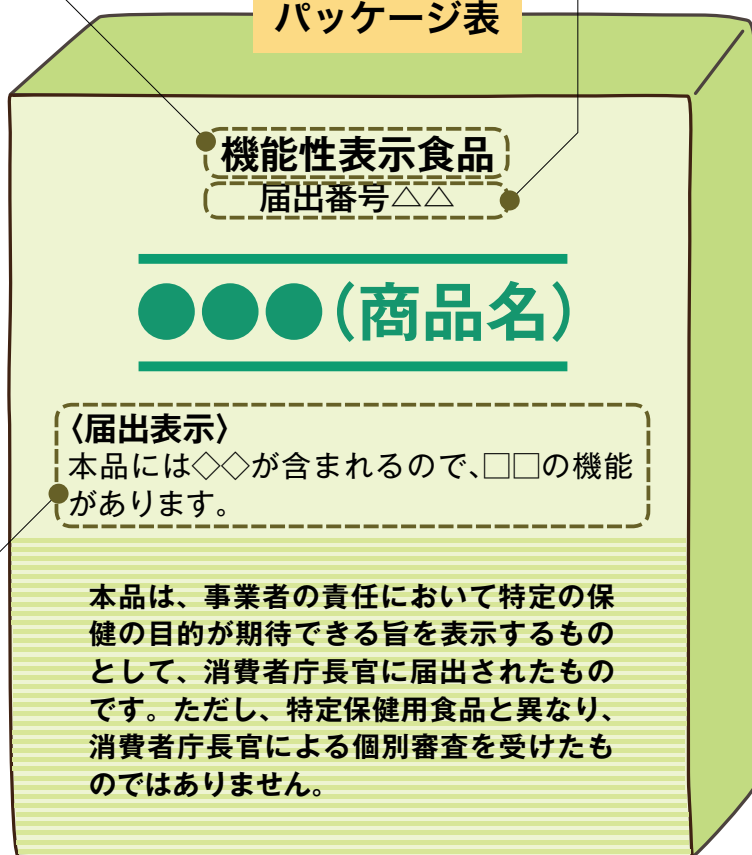 パッケージ表
機能性表示食品
届出番号△△
●●●(商品名)
〈届出表示〉
本品には◇◇が含まれるので、□□の機能
があります。
本品は、事業者の責任において特定の保
健の目的が期待できる旨を表示するもの
として、消費者庁長官に届出されたもの
です。ただし、特定保健用食品と異なり、
消費者庁長官による個別審査を受けたも
のではありません。